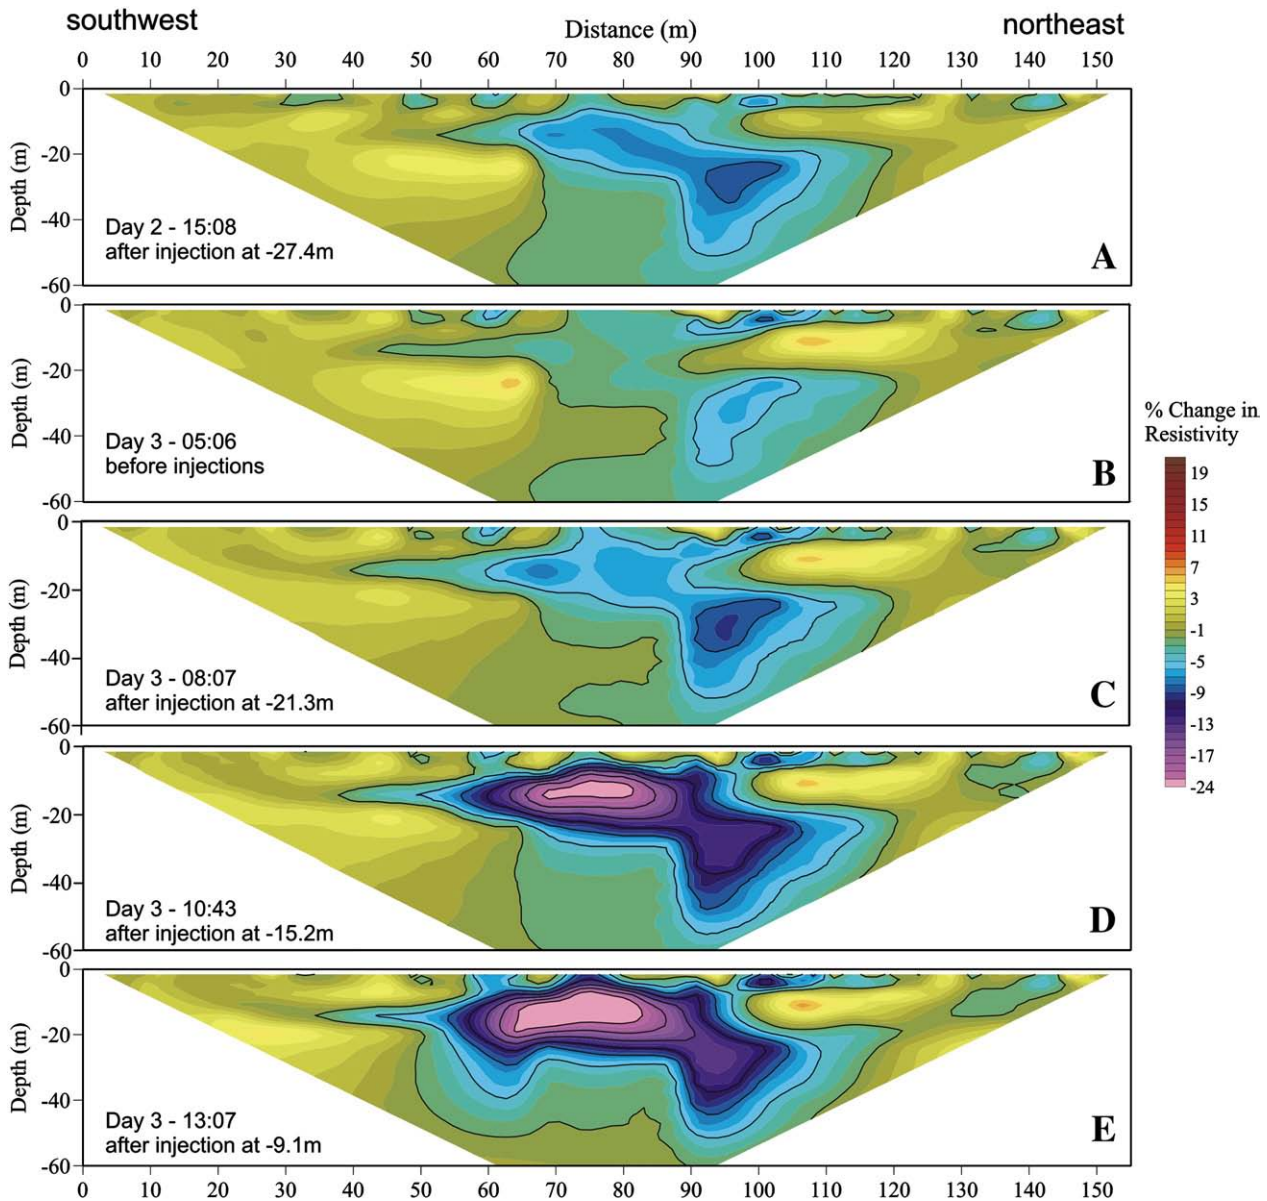 southwest Distance (m) northeast
0 10 20 30 40 50 60 70 80 90 100 110 120 130 140 150
0
-20
-40
-60
Depth (m)
Day 2 - 15:08
after injection at -27.4m
A
0
-20
-40
-60
Depth (m)
Day 3 - 05:06
before injections
B
% Change in
Resistivity
19
15
11
7
3
-1
-5
-9
-13
-17
-24
0
-20
-40
-60
Depth (m)
Day 3 - 08:07
after injection at -21.3m
C
0
-20
-40
-60
Depth (m)
Day 3 - 10:43
after injection at -15.2m
D
0
-20
-40
-60
Depth (m)
Day 3 - 13:07
after injection at -9.1m
E
0 10 20 30 40 50 60 70 80 90 100 110 120 130 140 150